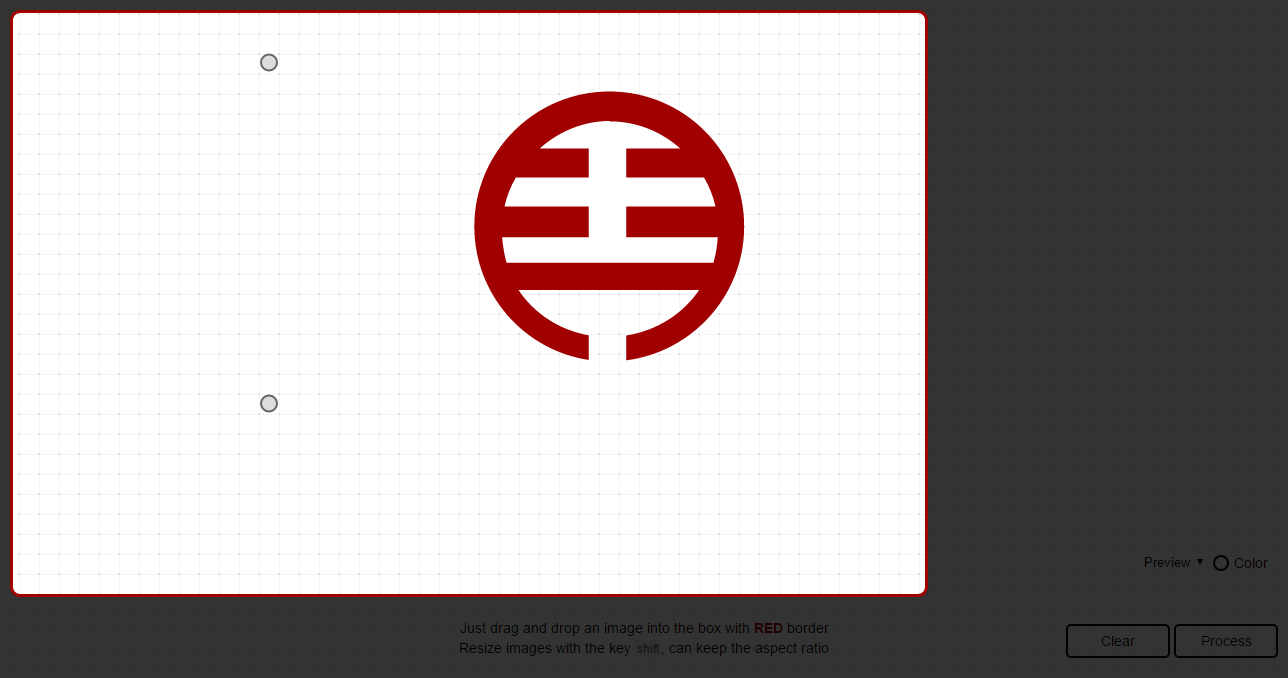 Preview ▼ Color
Just drag and drop an image into the box with RED border
Resize images with the key shift, can keep the aspect ratio
Clear
Process